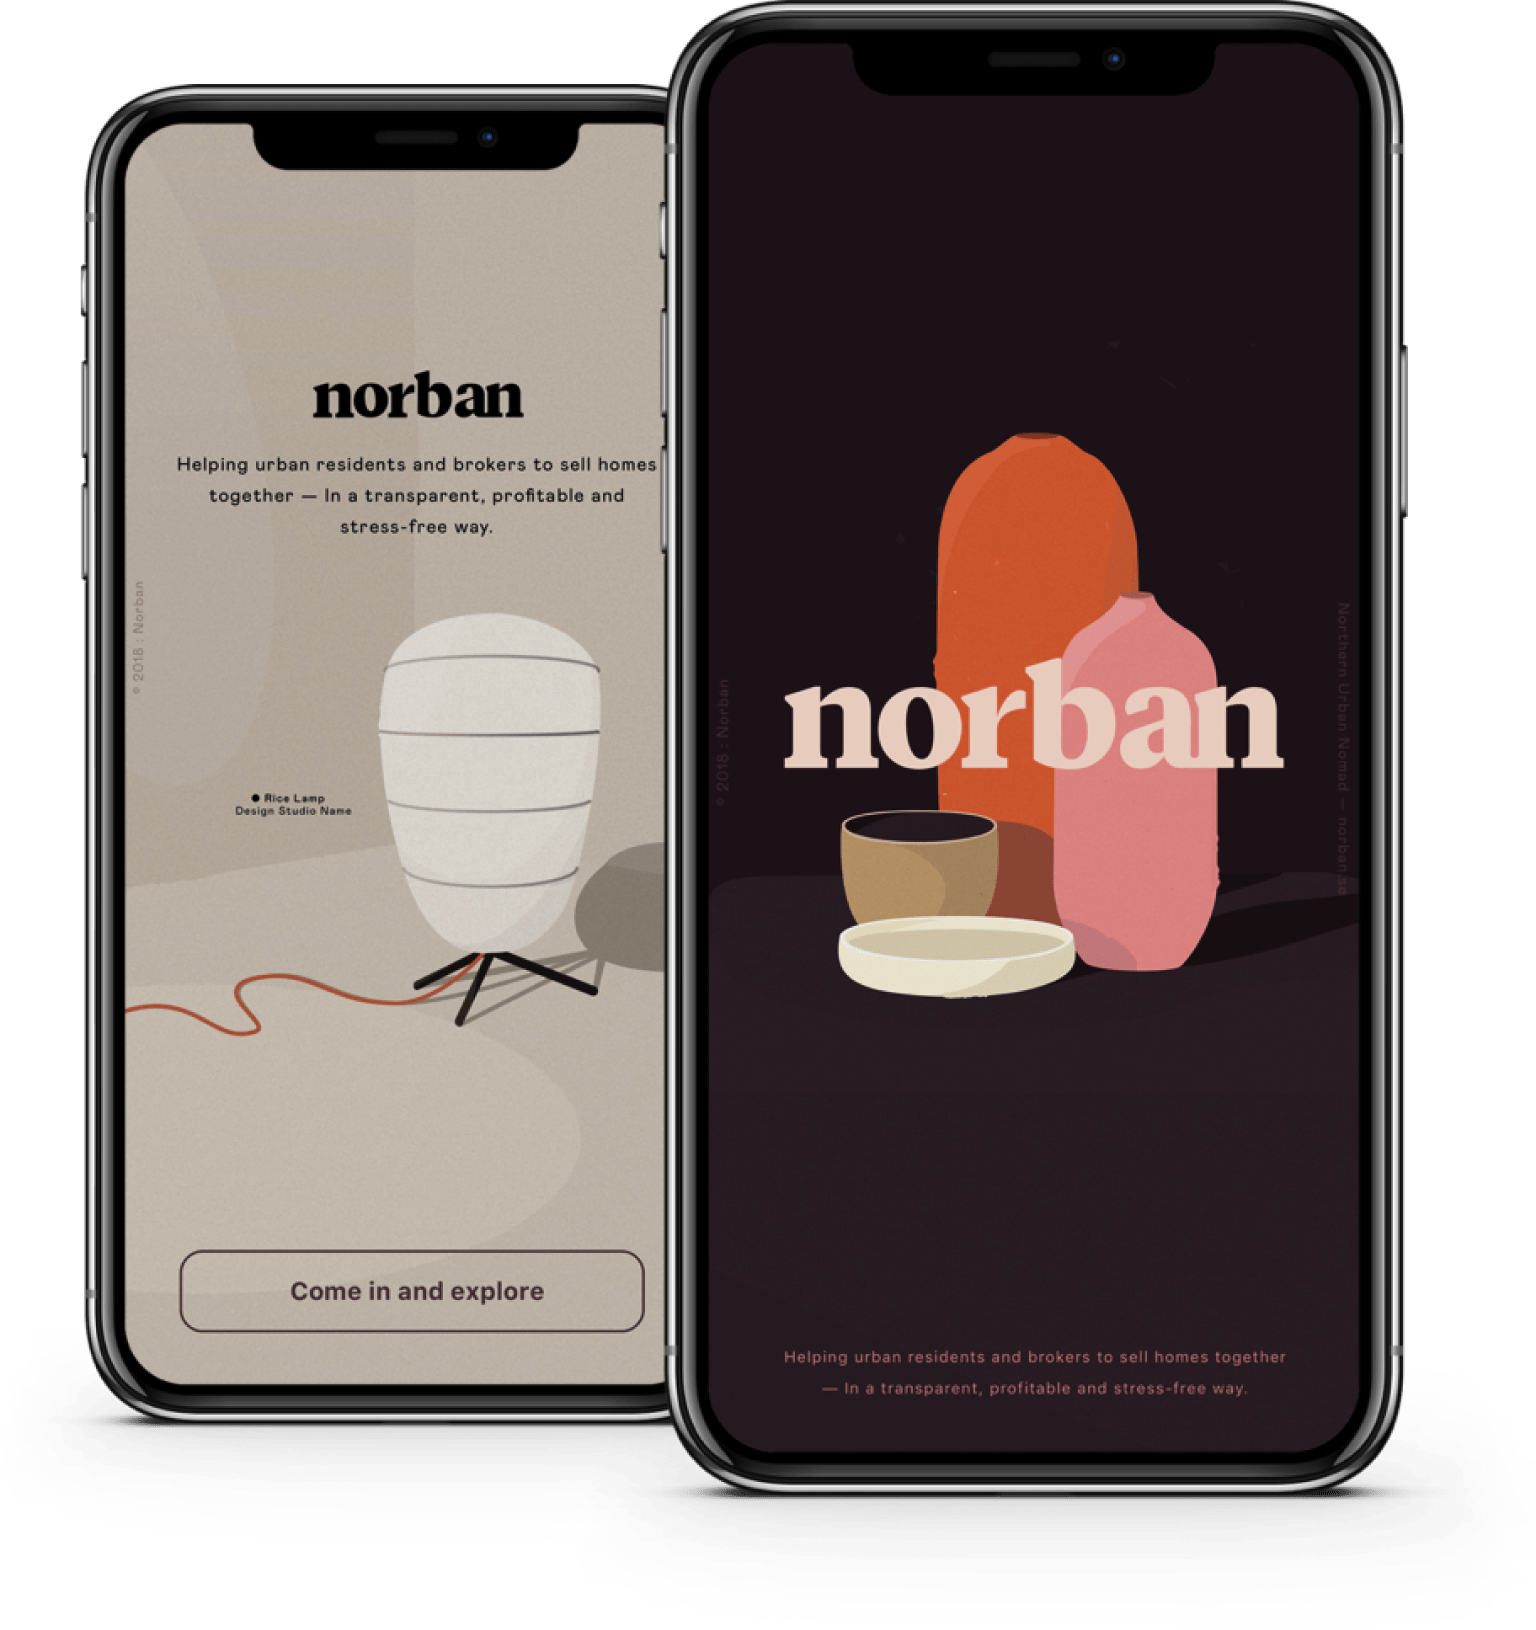 norban
Helping urban residents and brokers to sell homes
together — In a transparent, profitable and
stress-free way.
© 2018 : Norban
● Rice Lamp
Design Studio Name
Come in and explore
norban
© 2018 : Norban
Northern Urban Nomad — norban.se
Helping urban residents and brokers to sell homes together
— In a transparent, profitable and stress-free way.